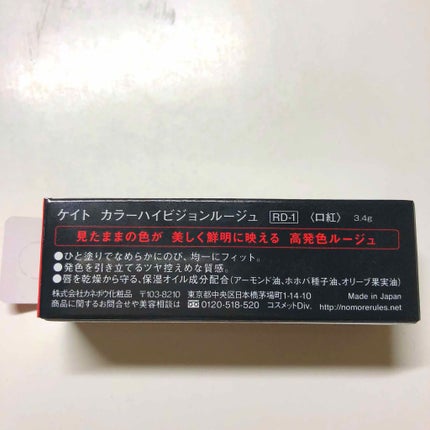 ケイト カラーハイビジョンルージュ RD-1 〈口紅〉 3.4g
見たままの色が 美しく鮮明に映える 高発色ルージュ
●ひと塗りでなめらかにのび、均一にフィット。
●発色を引き立てるツヤ控えめな質感。
●唇を乾燥から守る、保湿オイル成分配合（アーモンド油、ホホバ種子油、オリーブ果実油）
株式会社カネボウ化粧品 〒103-8210 東京都中央区日本橋茅場町1-14-10 Made in Japan
商品に関するお問合せや美容相談は 0120-518-520 コスメットDiv. http://nomorerules.net